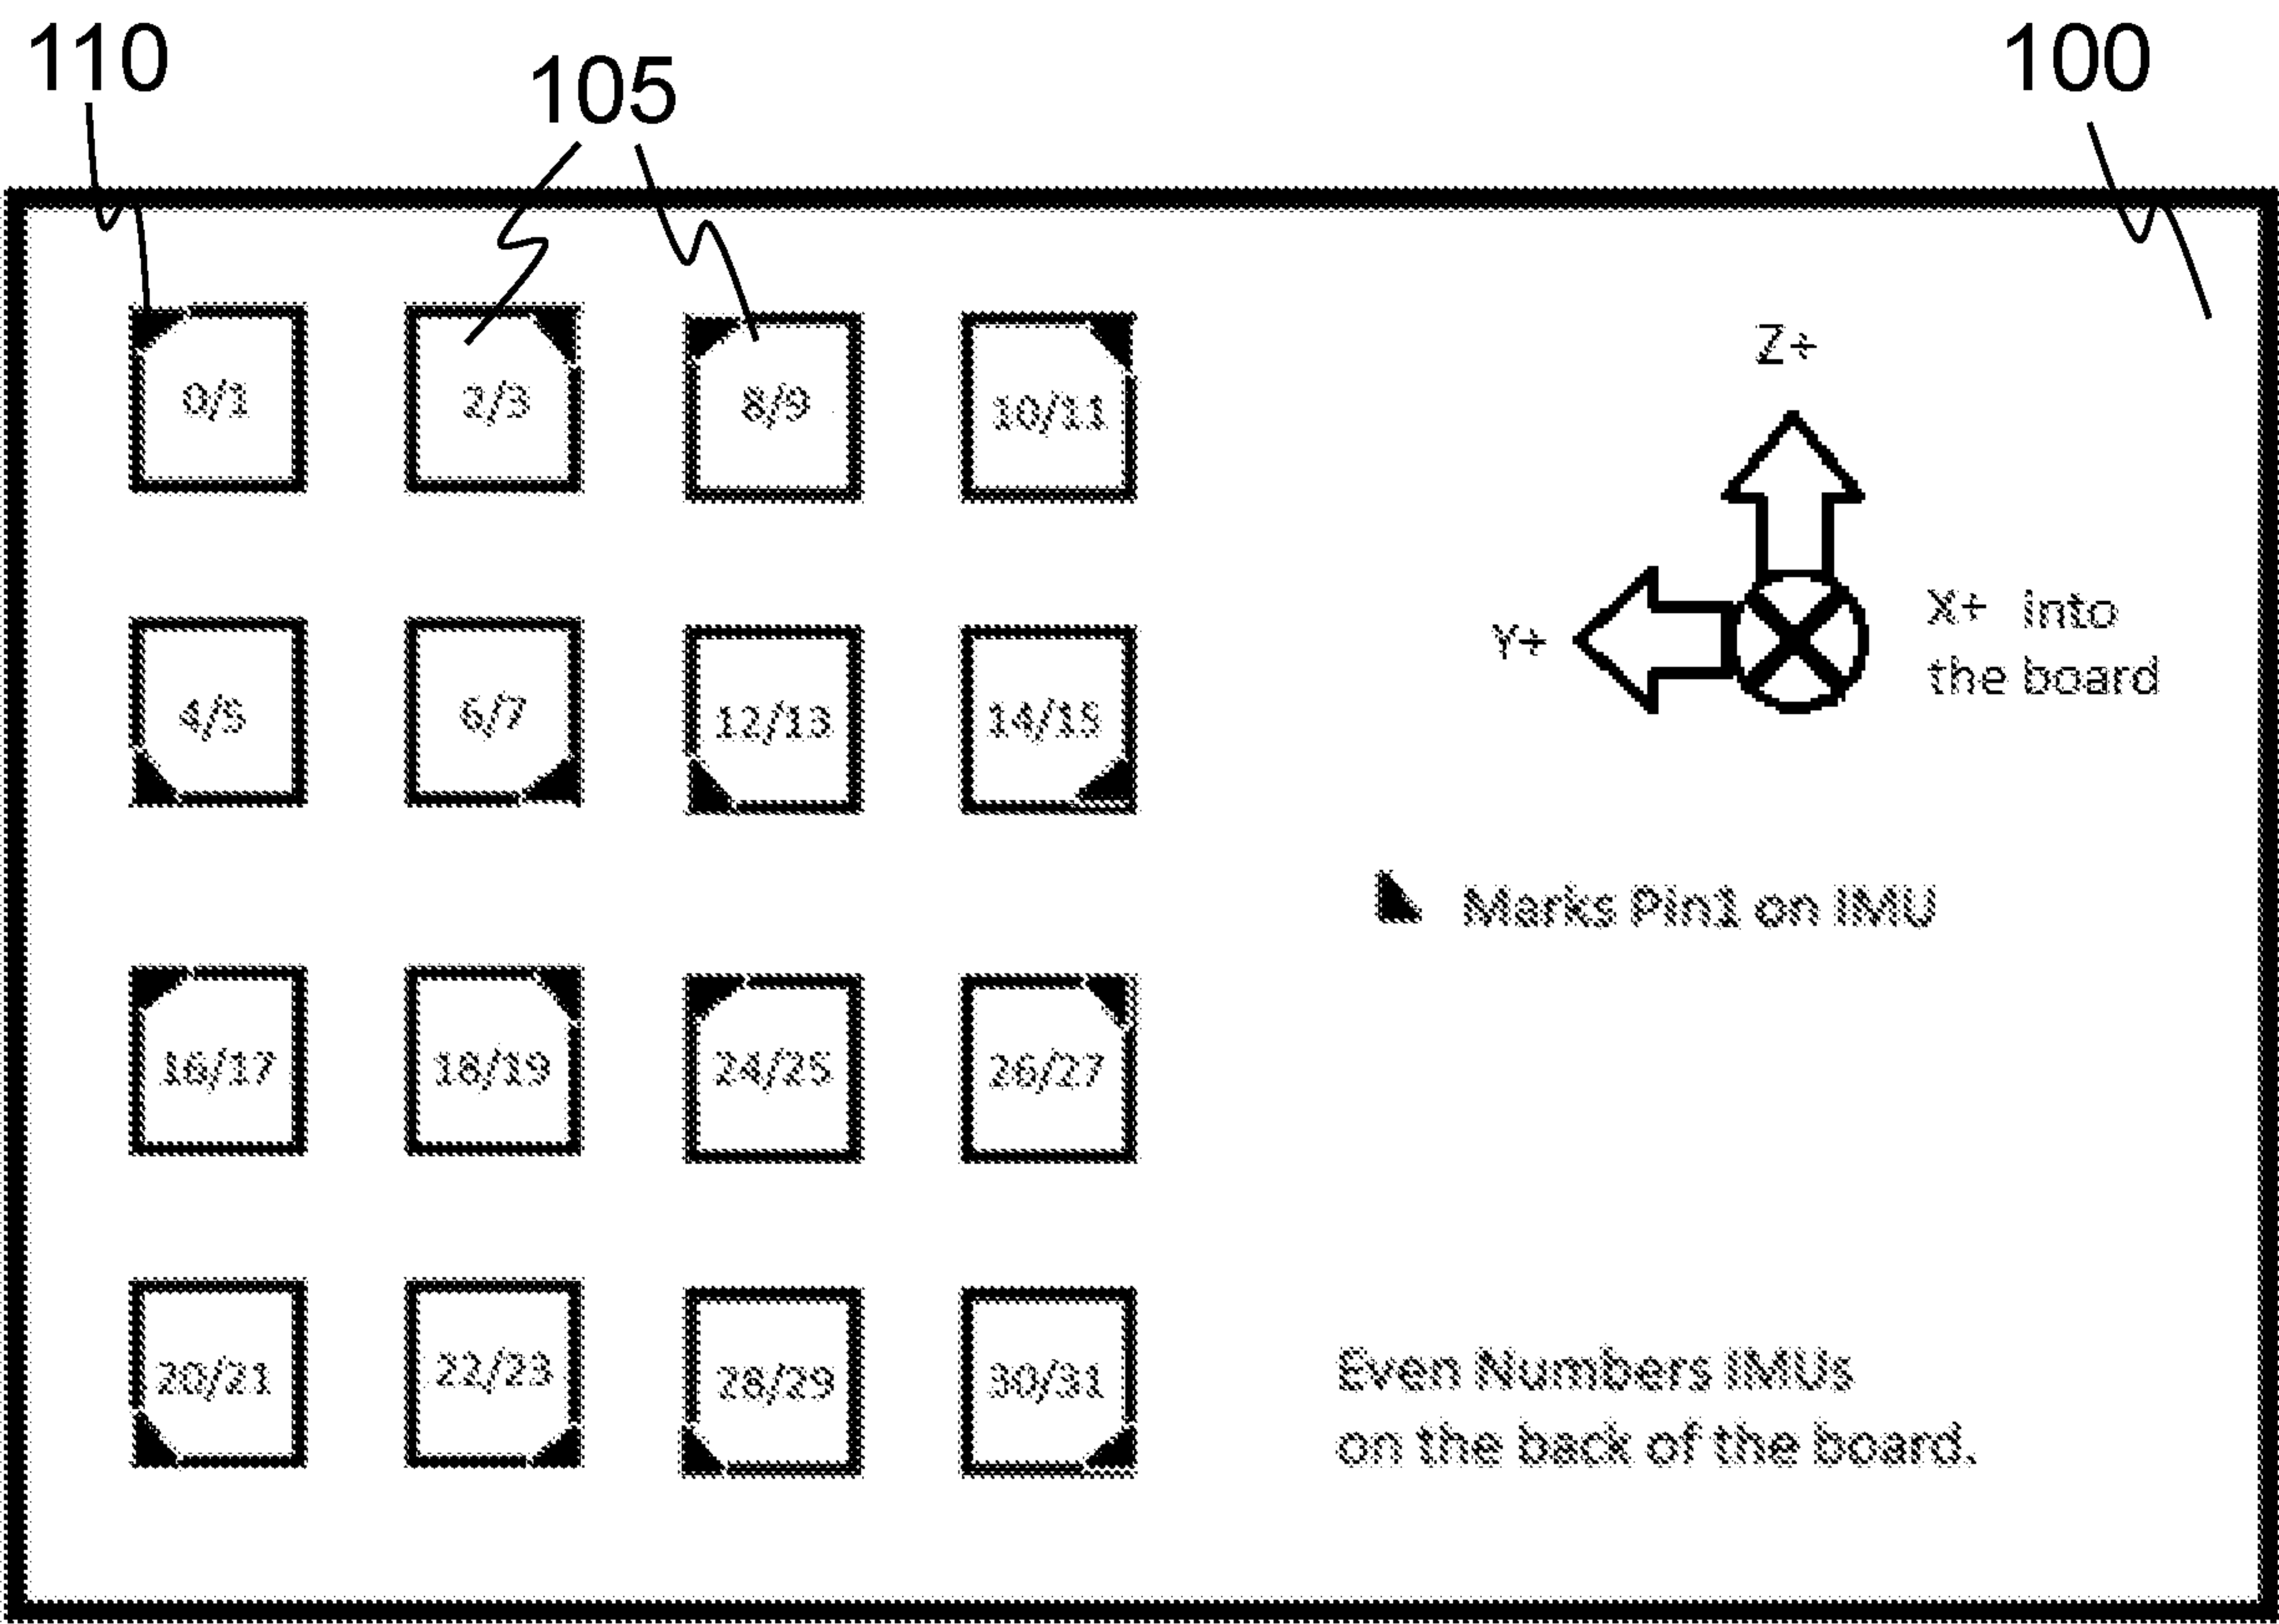 110
105
100
0/1
2/3
8/9
10/11
Z+
Y+
X+ into
the board
4/5
6/7
12/13
14/15
Marks Pin1 on IMU
16/17
18/19
24/25
26/27
20/21
22/23
28/29
30/31
Even Numbers IMUs
on the back of the board.